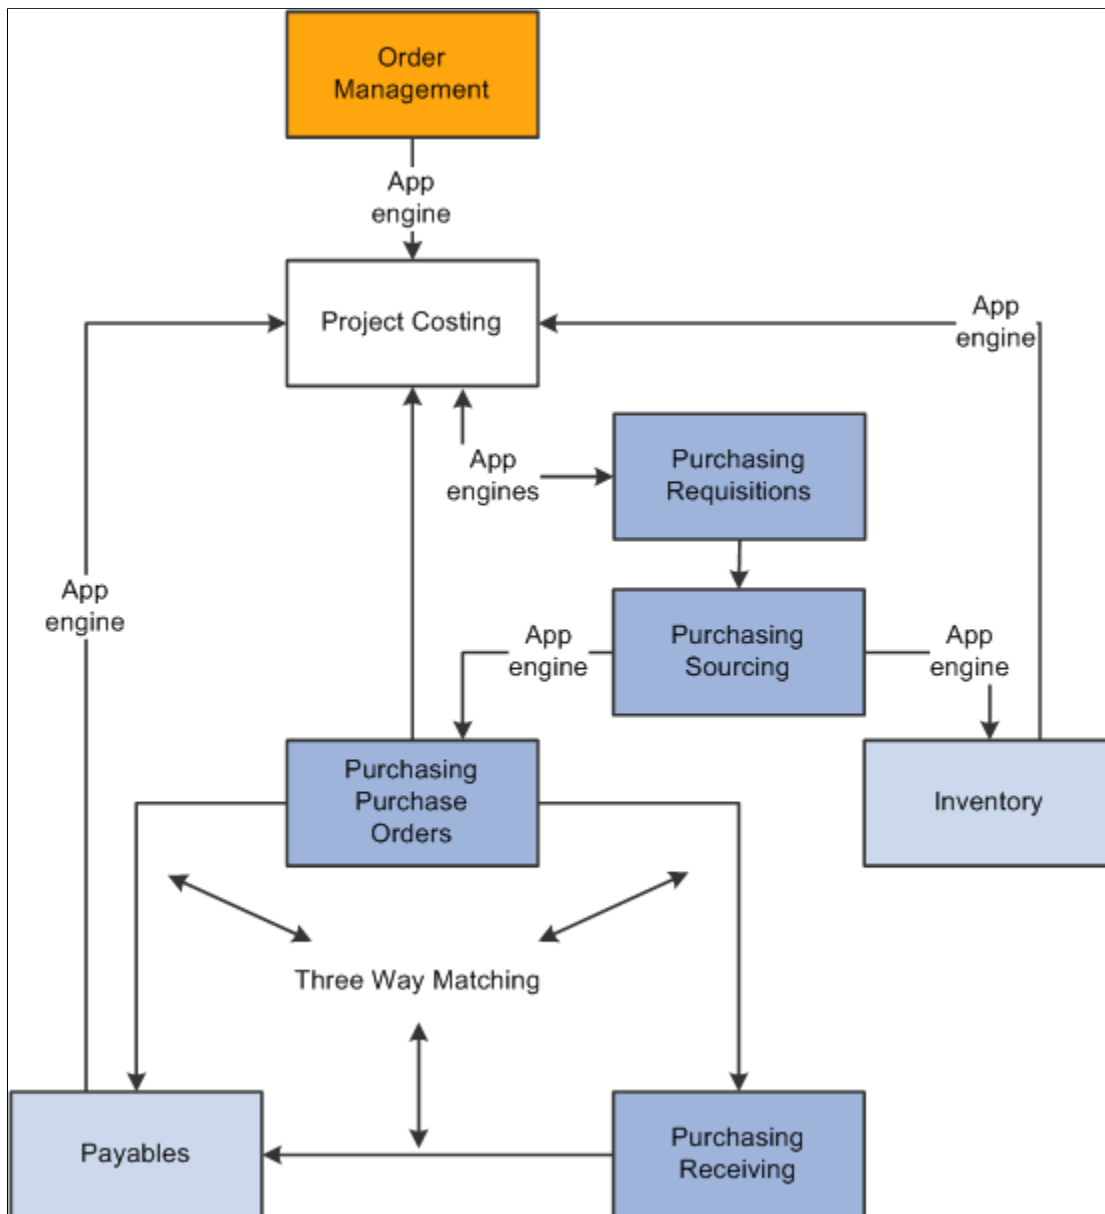 Order
Management
App
engine
Project Costing
App
engine
App
engines
Purchasing
Requisitions
App
engine
App
engine
Purchasing
Sourcing
App
engine
Purchasing
Purchase
Orders
Inventory
Three Way Matching
Payables
Purchasing
Receiving